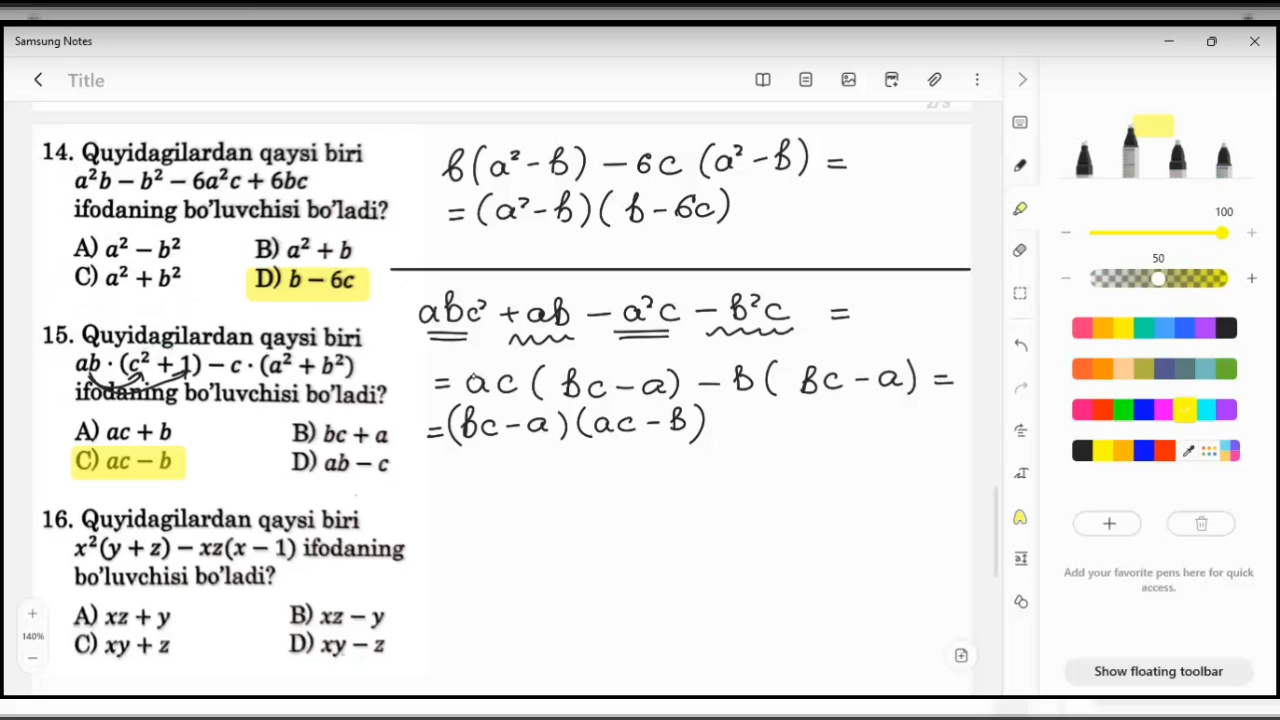 Samsung Notes
Title
2/3
14. Quyidagilardan qaysi biri
a²b – b² – 6a²c + 6bc
ifodaning bo'luvchisi bo'ladi?
A) a² – b² B) a² + b
C) a² + b² D) b – 6c
b(a² - b) - 6c (a² - b) =
= (a² - b)( b - 6c)
15. Quyidagilardan qaysi biri
ab · (c² + 1) – c · (a² + b²)
ifodaning bo'luvchisi bo'ladi?
A) ac + b B) bc + a
C) ac – b D) ab – c
abc² + ab - a²c - b²c =
= ac ( bc - a) - b ( bc - a) =
= (bc - a)(ac - b)
16. Quyidagilardan qaysi biri
x²(y + z) – xz(x – 1) ifodaning
bo'luvchisi bo'ladi?
A) xz + y B) xz – y
C) xy + z D) xy – z
140%
100
50
Add your favorite pens here for quick
access.
Show floating toolbar